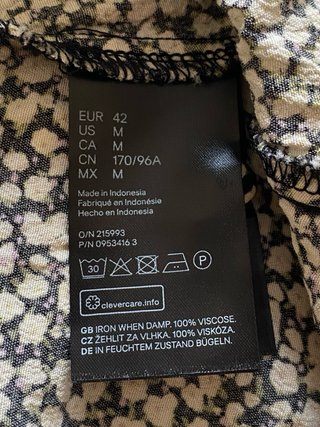 EUR 42
US M
CA M
CN 170/96A
MX M
Made in Indonesia
Fabriqué en Indonésie
Hecho en Indonesia
O/N 215993
P/N 0953416 3
30 P
clevercare.info
GB IRON WHEN DAMP. 100% VISCOSE.
CZ ŽEHLIT ZA VLHKA. 100% VISKÓZA.
DE IN FEUCHTEM ZUSTAND BÜGELN.